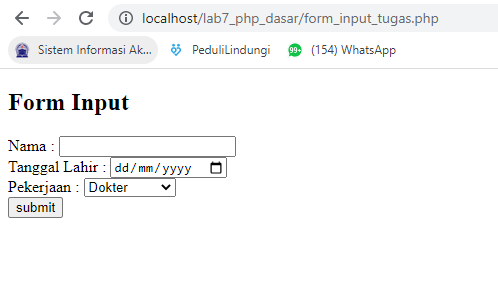 localhost/lab7_php_dasar/form_input_tugas.php
Sistem Informasi Ak... PeduliLindungi 99+ (154) WhatsApp
Form Input
Nama :
Tanggal Lahir : dd/mm/yyyy
Pekerjaan : Dokter
submit